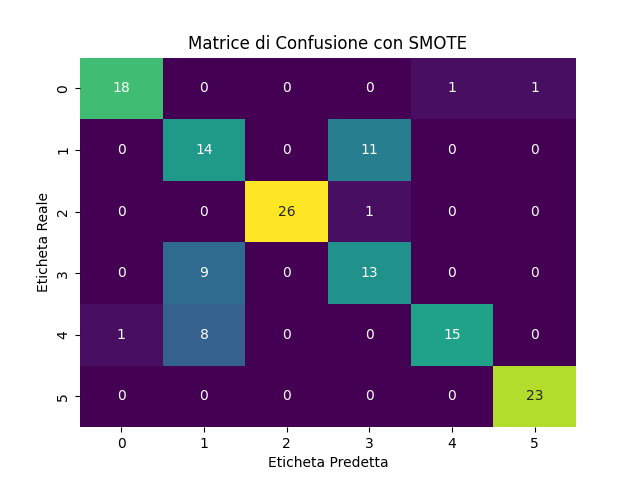 Matrice di Confusione con SMOTE
Etichetta Reale
0 18 0 0 0 1 1
1 0 14 0 11 0 0
2 0 0 26 1 0 0
3 0 9 0 13 0 0
4 1 8 0 0 15 0
5 0 0 0 0 0 23
0 1 2 3 4 5
Eticheta Predetta